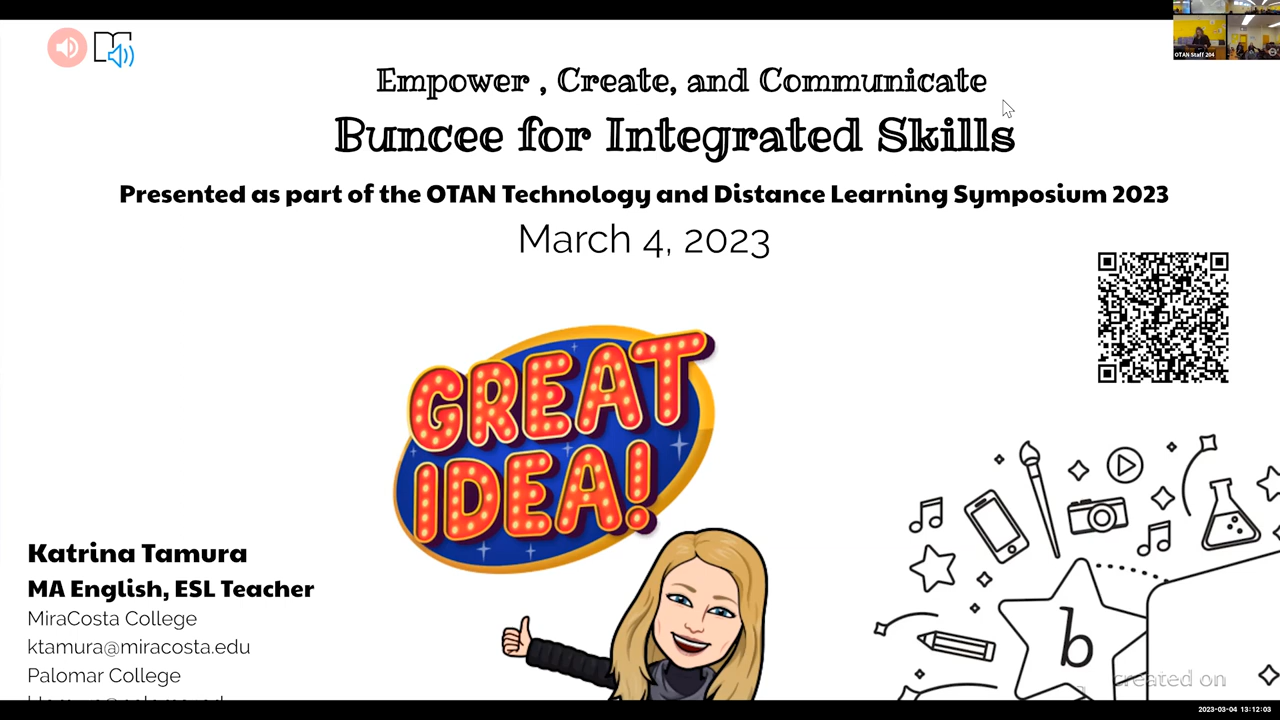 OTAN Staff 204
Empower , Create, and Communicate
Buncee for Integrated Skills
Presented as part of the OTAN Technology and Distance Learning Symposium 2023
March 4, 2023
GREAT
IDEA!
Katrina Tamura
MA English, ESL Teacher
MiraCosta College
ktamura@miracosta.edu
Palomar College
b
created on
2023-03-04 13:12:03